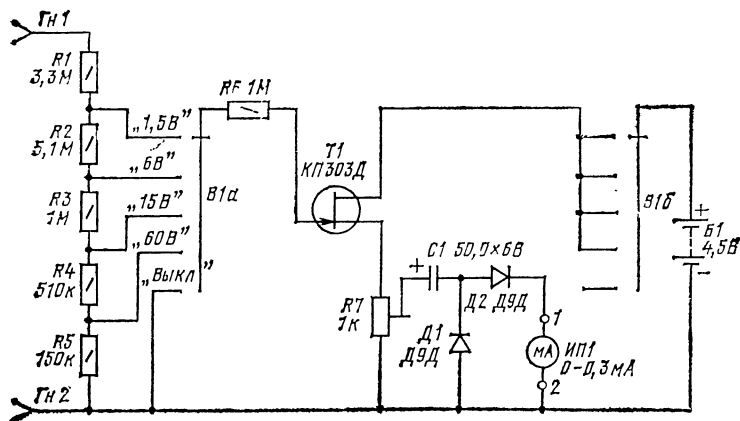 Гн1
R1
3,3М
R6 1М
„1,5В”
R2
5,1М
Т1
КП303Д
„6В”
R3
1М
„15В”
В1а
В1б
+
Б1
4,5В
-
„60В”
+
С1 50,0×6В
R4
510к
„Выкл”
Д2 Д9Д
R7
1к
1
Д1
Д9Д
мА
ИП1
0-0,3мА
R5
150к
2
Гн2